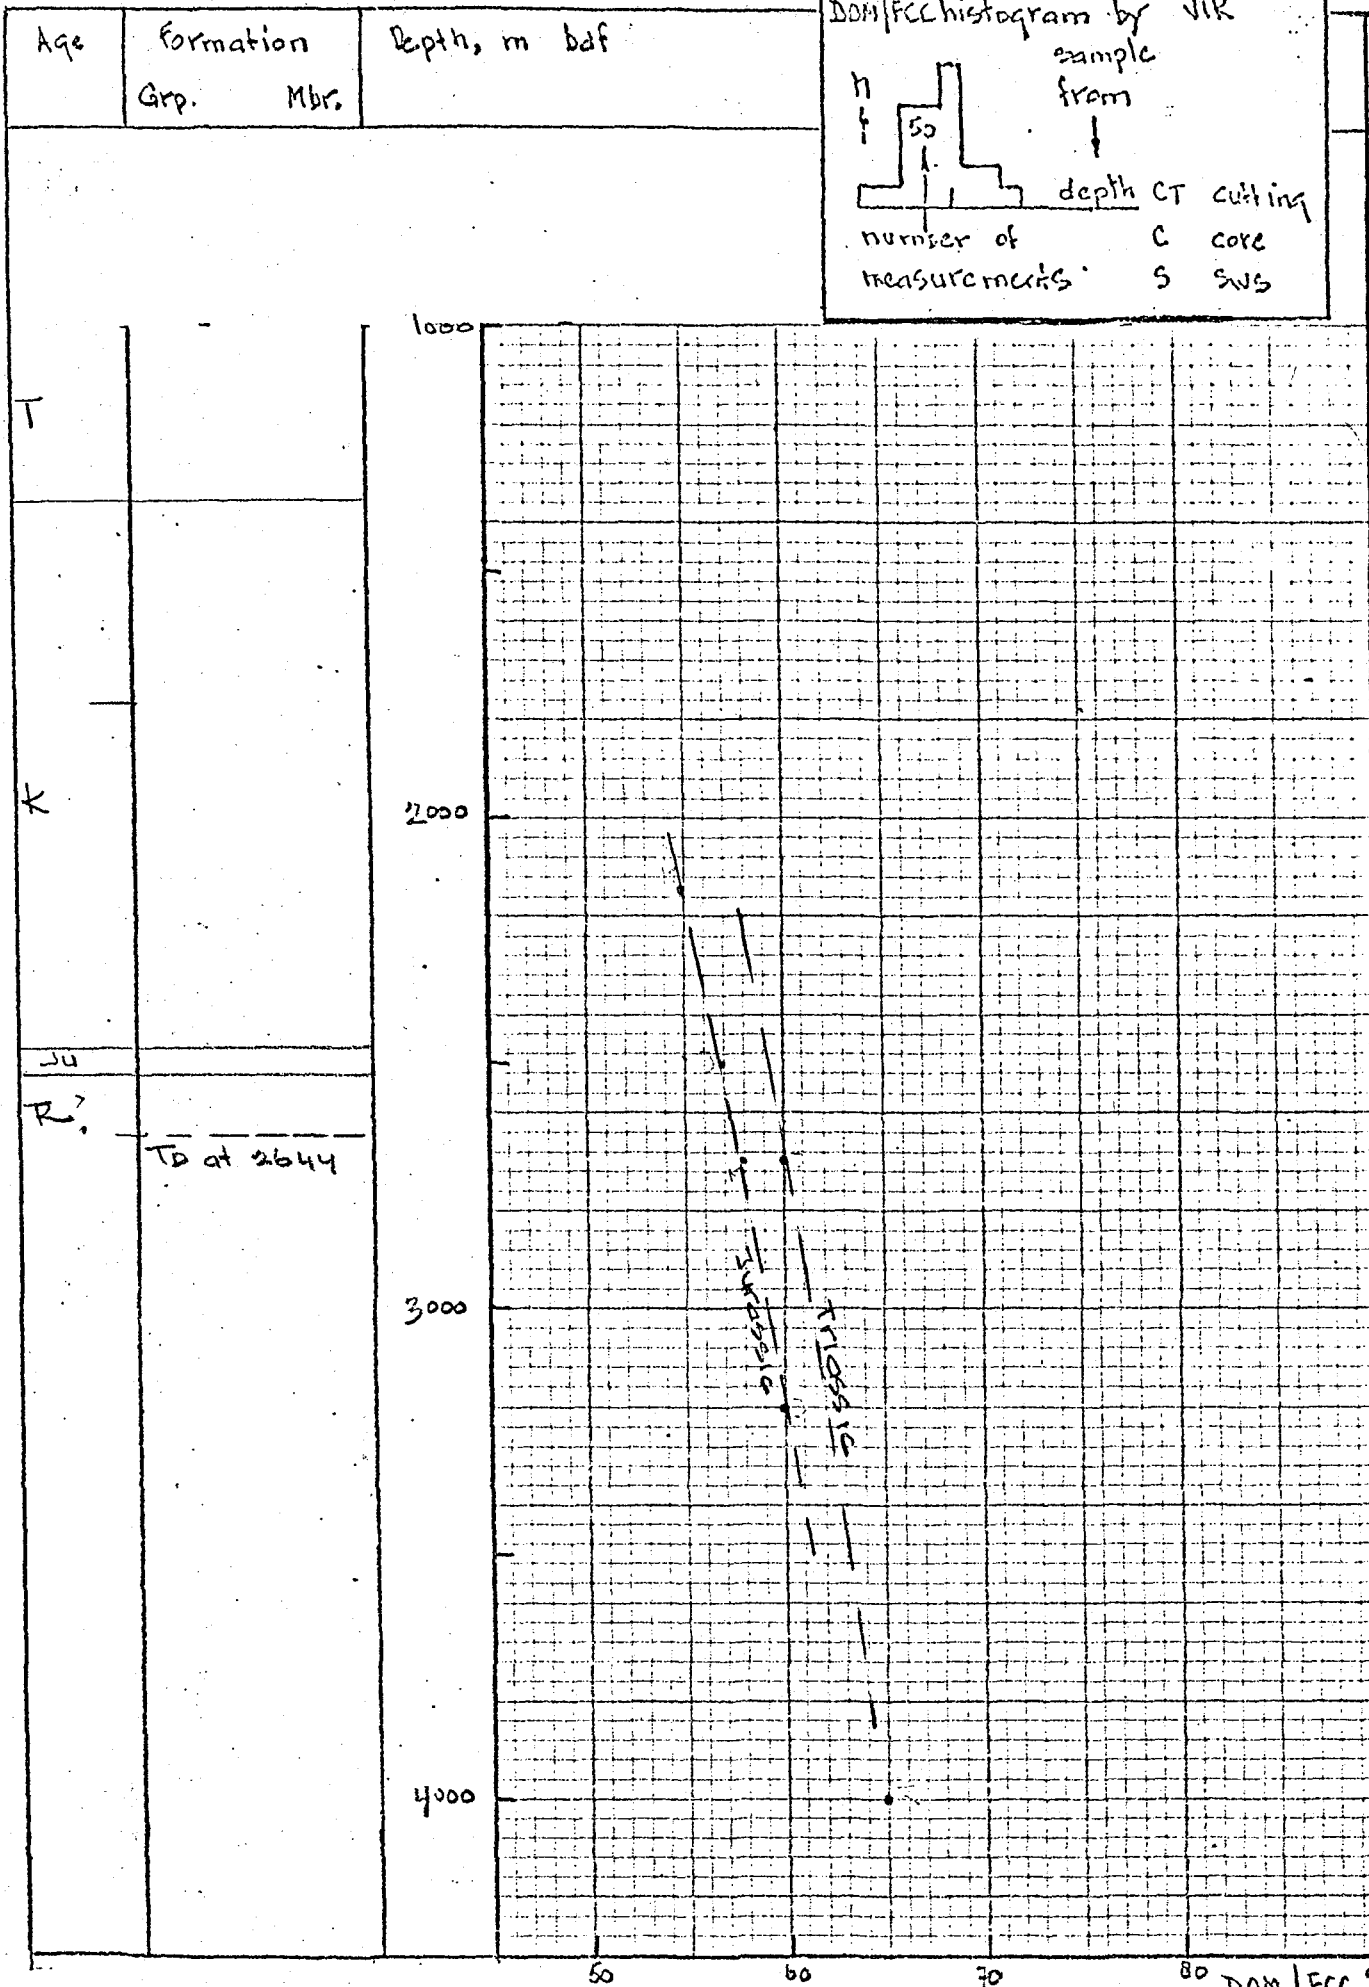 Age Formation Depth, m bdf
Grp. Mbr.
DOM/FCC histogram by VIR
sample
from
n
50
depth CT cutting
number of C core
measurements S SWS
1000
T
K
2000
Ju
R?
TD at 2644
3000
Jurassic
Triassic
4000
50 60 70 80 DOM/FCC